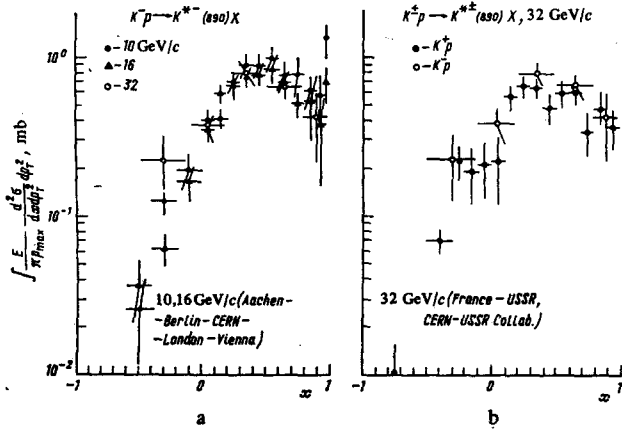 K⁻p → K*⁻(890) X
•-10 GeV/c
▲-16
○-32
10⁰
10⁻¹
10⁻²
∫ E/(πp_max) d²σ/(dxdp_T²) dp_T², mb
10,16 GeV/c (Aachen-
-Berlin-CERN-
-London-Vienna)
-1 0 1
x
a
K±p → K*±(890) X, 32 GeV/c
•-K⁺p
○-K⁻p
32 GeV/c (France-USSR,
CERN-USSR Collab.)
-1 0 1
x
b